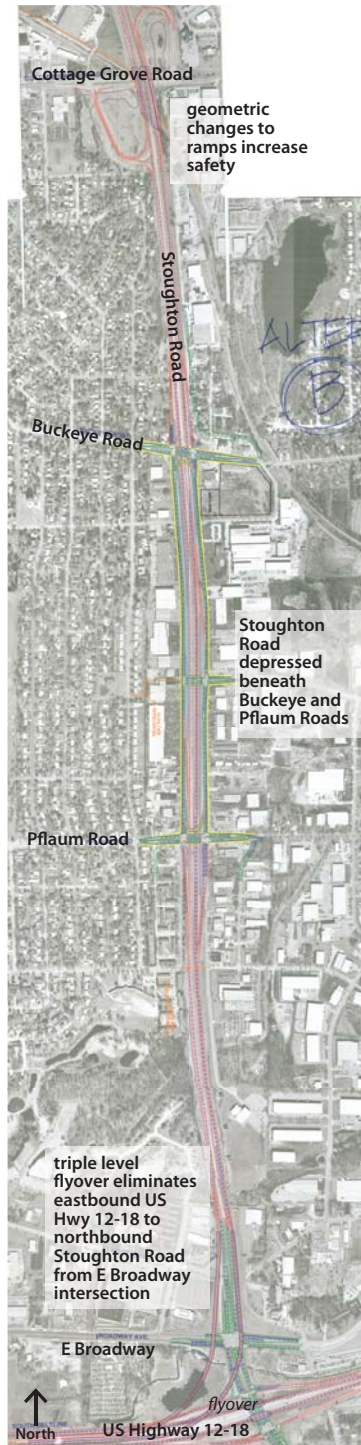 Cottage Grove Road
geometric
changes to
ramps increase
safety
Stoughton Road
ALTER
B
Buckeye Road
Stoughton
Road
depressed
beneath
Buckeye and
Pflaum Roads
Pflaum Road
triple level
flyover eliminates
eastbound US
Hwy 12-18 to
northbound
Stoughton Road
from E Broadway
intersection
BROADWAY AVE.
E Broadway
flyover
North
US Highway 12-18